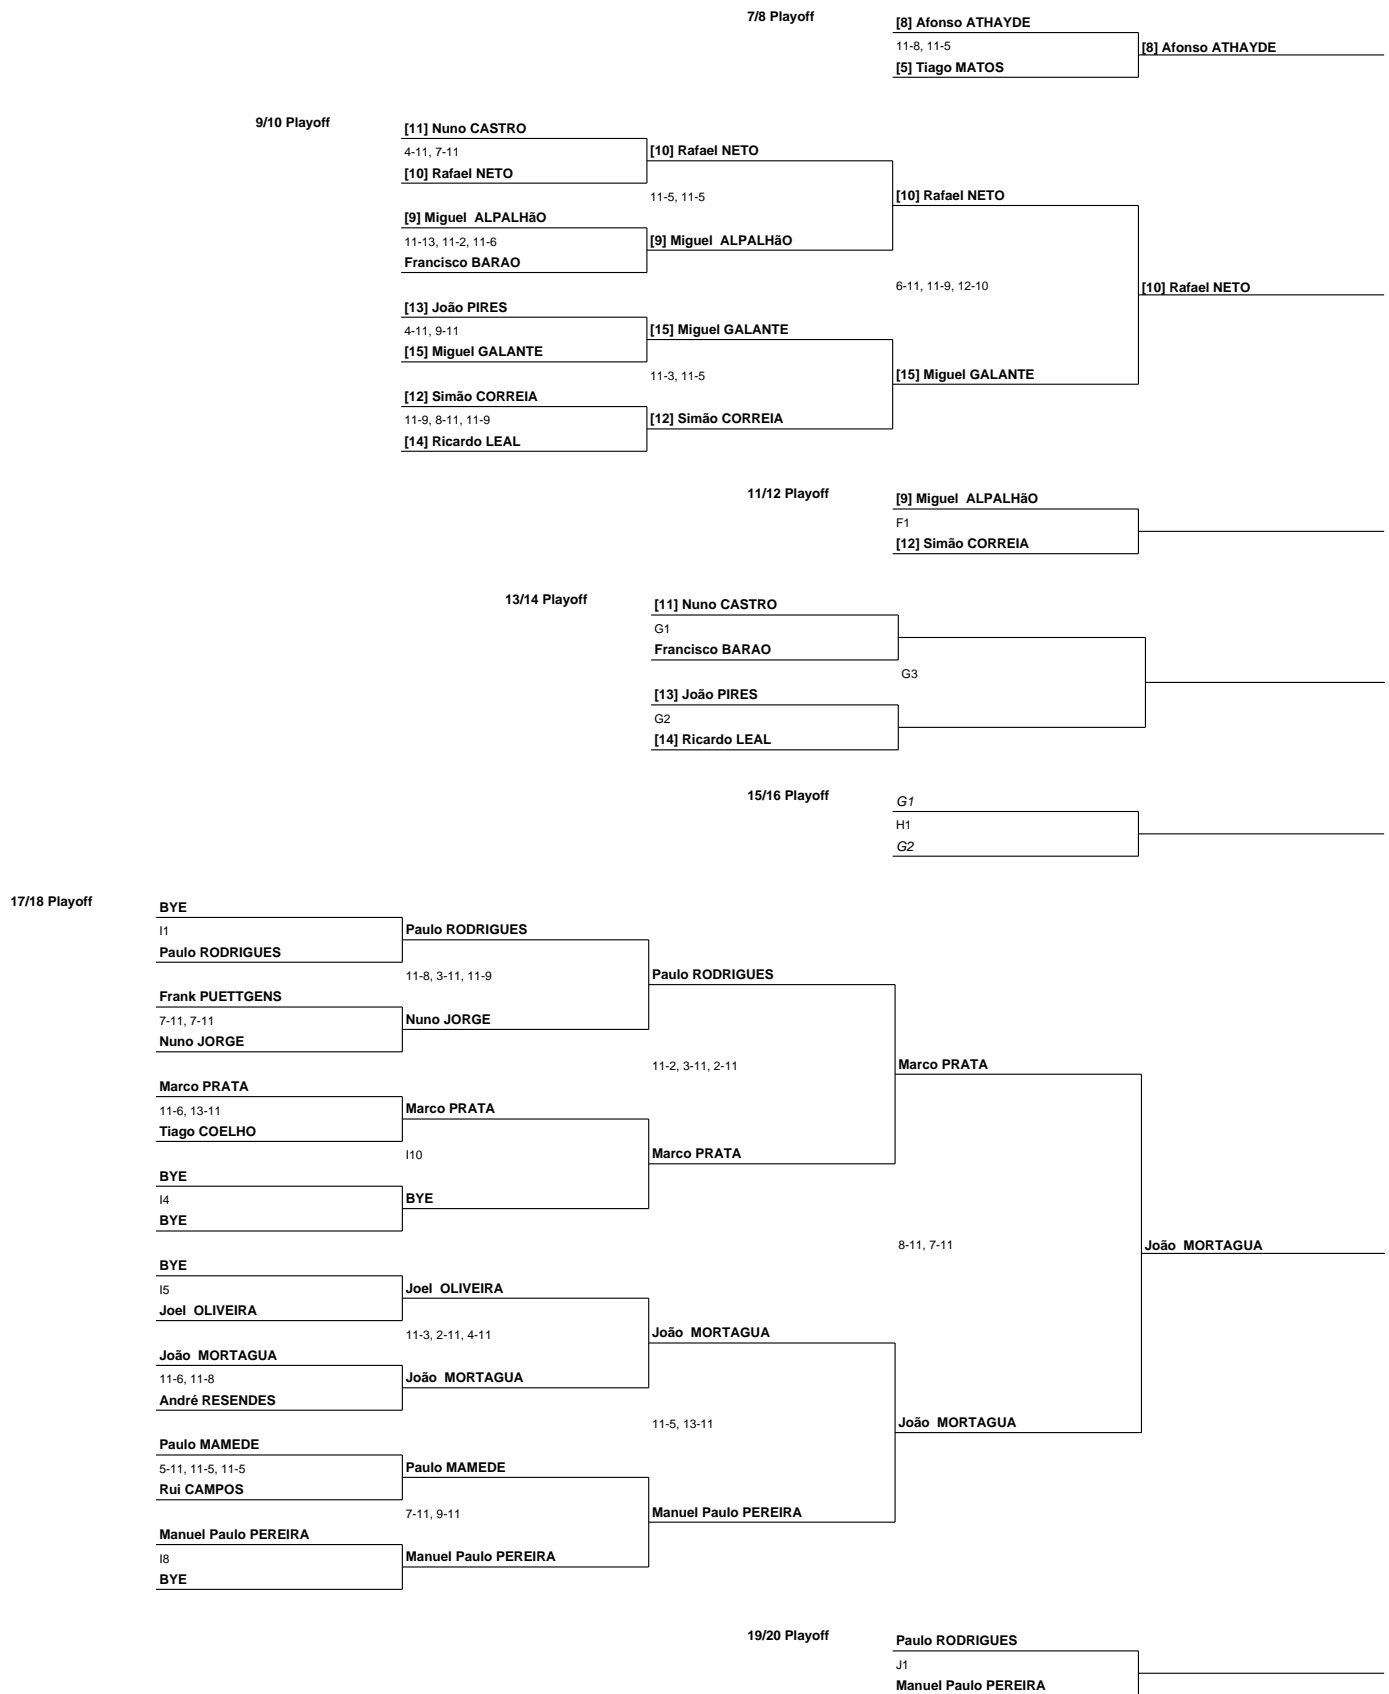 7/8 Playoff
[8] Afonso ATHAYDE
11-8, 11-5
[8] Afonso ATHAYDE
[5] Tiago MATOS
9/10 Playoff
[11] Nuno CASTRO
4-11, 7-11
[10] Rafael NETO
[10] Rafael NETO
11-5, 11-5
[10] Rafael NETO
[9] Miguel  ALPALHãO
11-13, 11-2, 11-6
[9] Miguel  ALPALHãO
Francisco BARAO
6-11, 11-9, 12-10
[10] Rafael NETO
[13] João PIRES
4-11, 9-11
[15] Miguel GALANTE
[15] Miguel GALANTE
11-3, 11-5
[15] Miguel GALANTE
[12] Simão CORREIA
11-9, 8-11, 11-9
[12] Simão CORREIA
[14] Ricardo LEAL
11/12 Playoff
[9] Miguel  ALPALHãO
F1
[12] Simão CORREIA
13/14 Playoff
[11] Nuno CASTRO
G1
Francisco BARAO
G3
[13] João PIRES
G2
[14] Ricardo LEAL
15/16 Playoff
G1
H1
G2
17/18 Playoff
BYE
I1
Paulo RODRIGUES
Paulo RODRIGUES
11-8, 3-11, 11-9
Paulo RODRIGUES
Frank PUETTGENS
7-11, 7-11
Nuno JORGE
Nuno JORGE
11-2, 3-11, 2-11
Marco PRATA
Marco PRATA
11-6, 13-11
Marco PRATA
Tiago COELHO
I10
Marco PRATA
BYE
I4
BYE
BYE
8-11, 7-11
João  MORTAGUA
BYE
I5
Joel  OLIVEIRA
Joel  OLIVEIRA
11-3, 2-11, 4-11
João  MORTAGUA
João  MORTAGUA
11-6, 11-8
João  MORTAGUA
André RESENDES
11-5, 13-11
João  MORTAGUA
Paulo MAMEDE
5-11, 11-5, 11-5
Paulo MAMEDE
Rui CAMPOS
7-11, 9-11
Manuel Paulo PEREIRA
Manuel Paulo PEREIRA
I8
Manuel Paulo PEREIRA
BYE
19/20 Playoff
Paulo RODRIGUES
J1
Manuel Paulo PEREIRA